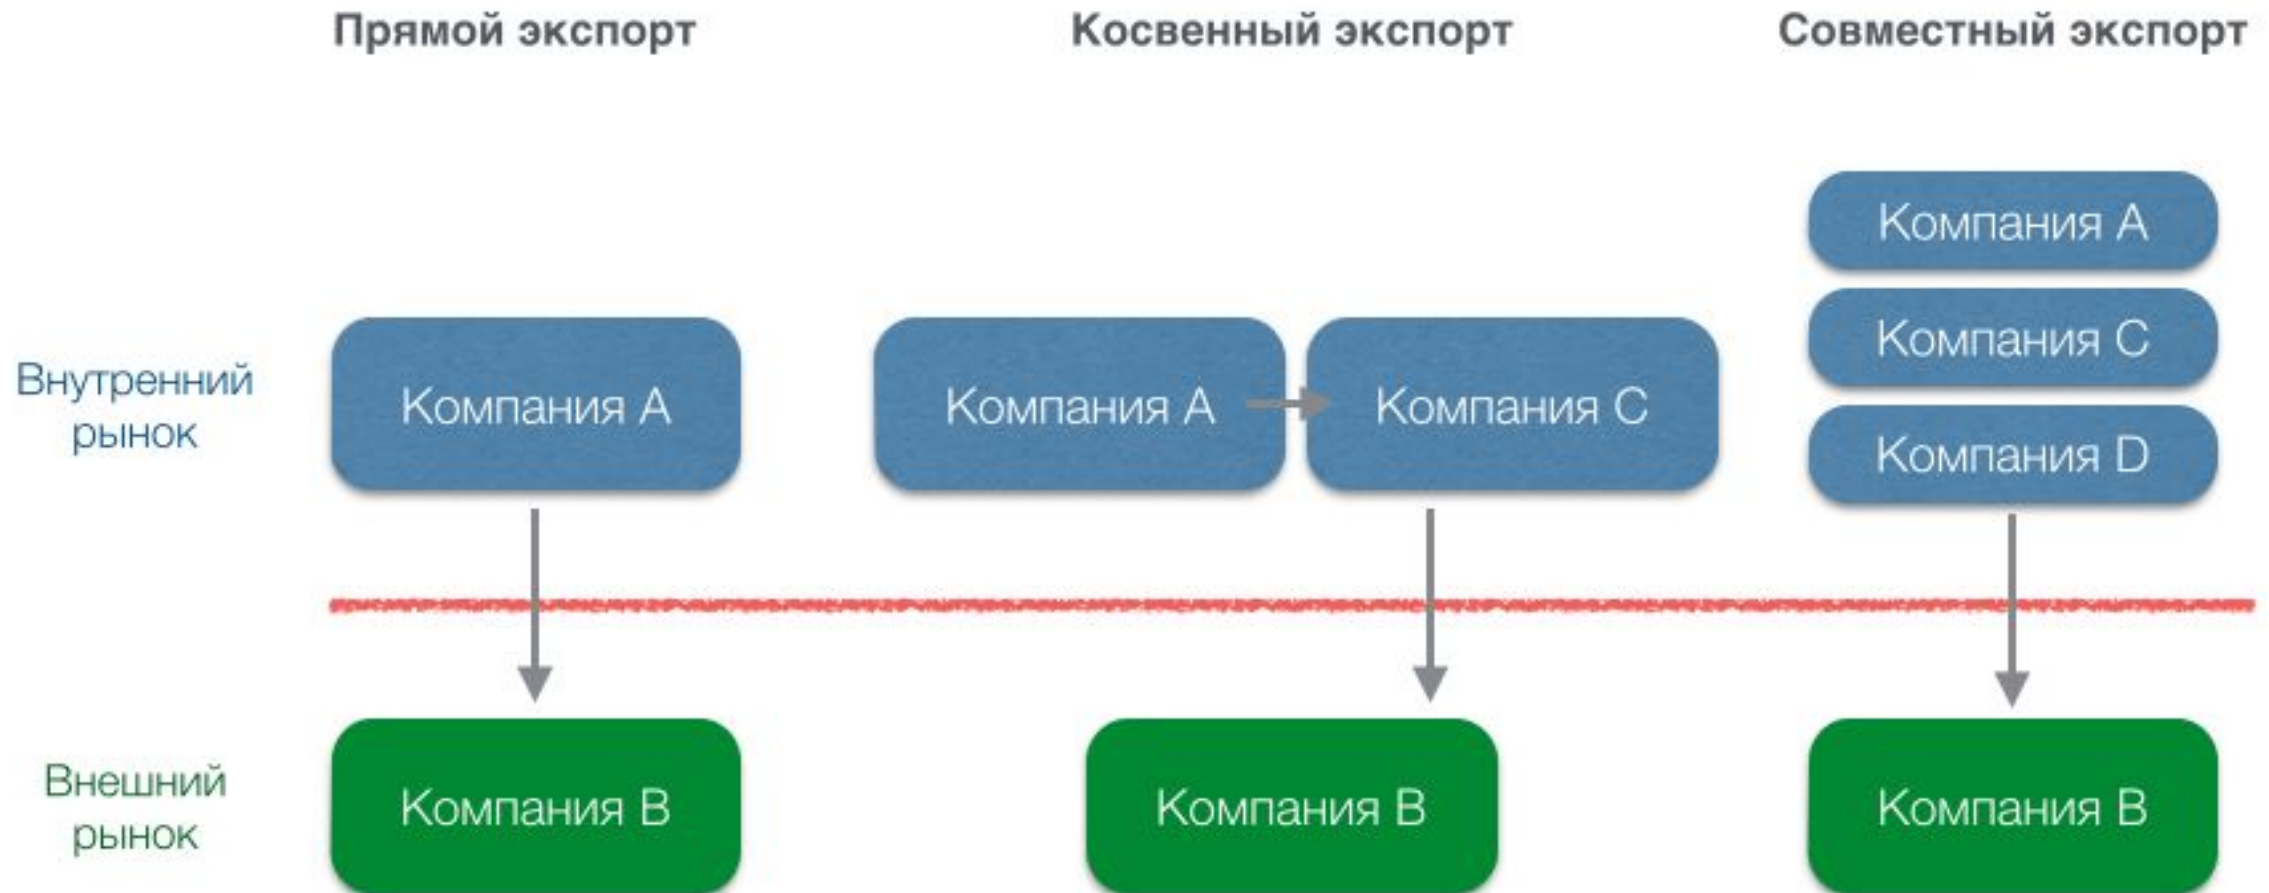 Прямой экспорт
Косвенный экспорт
Совместный экспорт
Внутренний
рынок
Компания A
Компания A
Компания C
Компания A
Компания C
Компания D
Внешний
рынок
Компания B
Компания B
Компания B